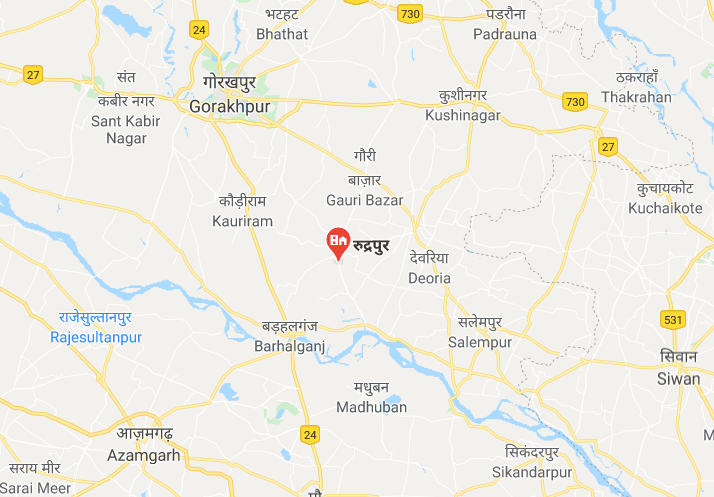 भटहट
Bhathat
730
पडरौना
Padrauna
24
27
संत
कबीर नगर
Sant Kabir
Nagar
गोरखपुर
Gorakhpur
कुशीनगर
Kushinagar
730
ठकराहाँ
Thakrahan
27
गौरी
बाज़ार
Gauri Bazar
कौड़ीराम
Kauriram
कुचायकोट
Kuchaikote
रुद्रपुर
देवरिया
Deoria
राजेसुल्तानपुर
Rajesultanpur
बड़हलगंज
Barhalganj
सलेमपुर
Salempur
531
सिवान
Siwan
मधुबन
Madhuban
आज़मगढ़
Azamgarh
24
सराय मीर
Sarai Meer
सिकंदरपुर
Sikandarpur